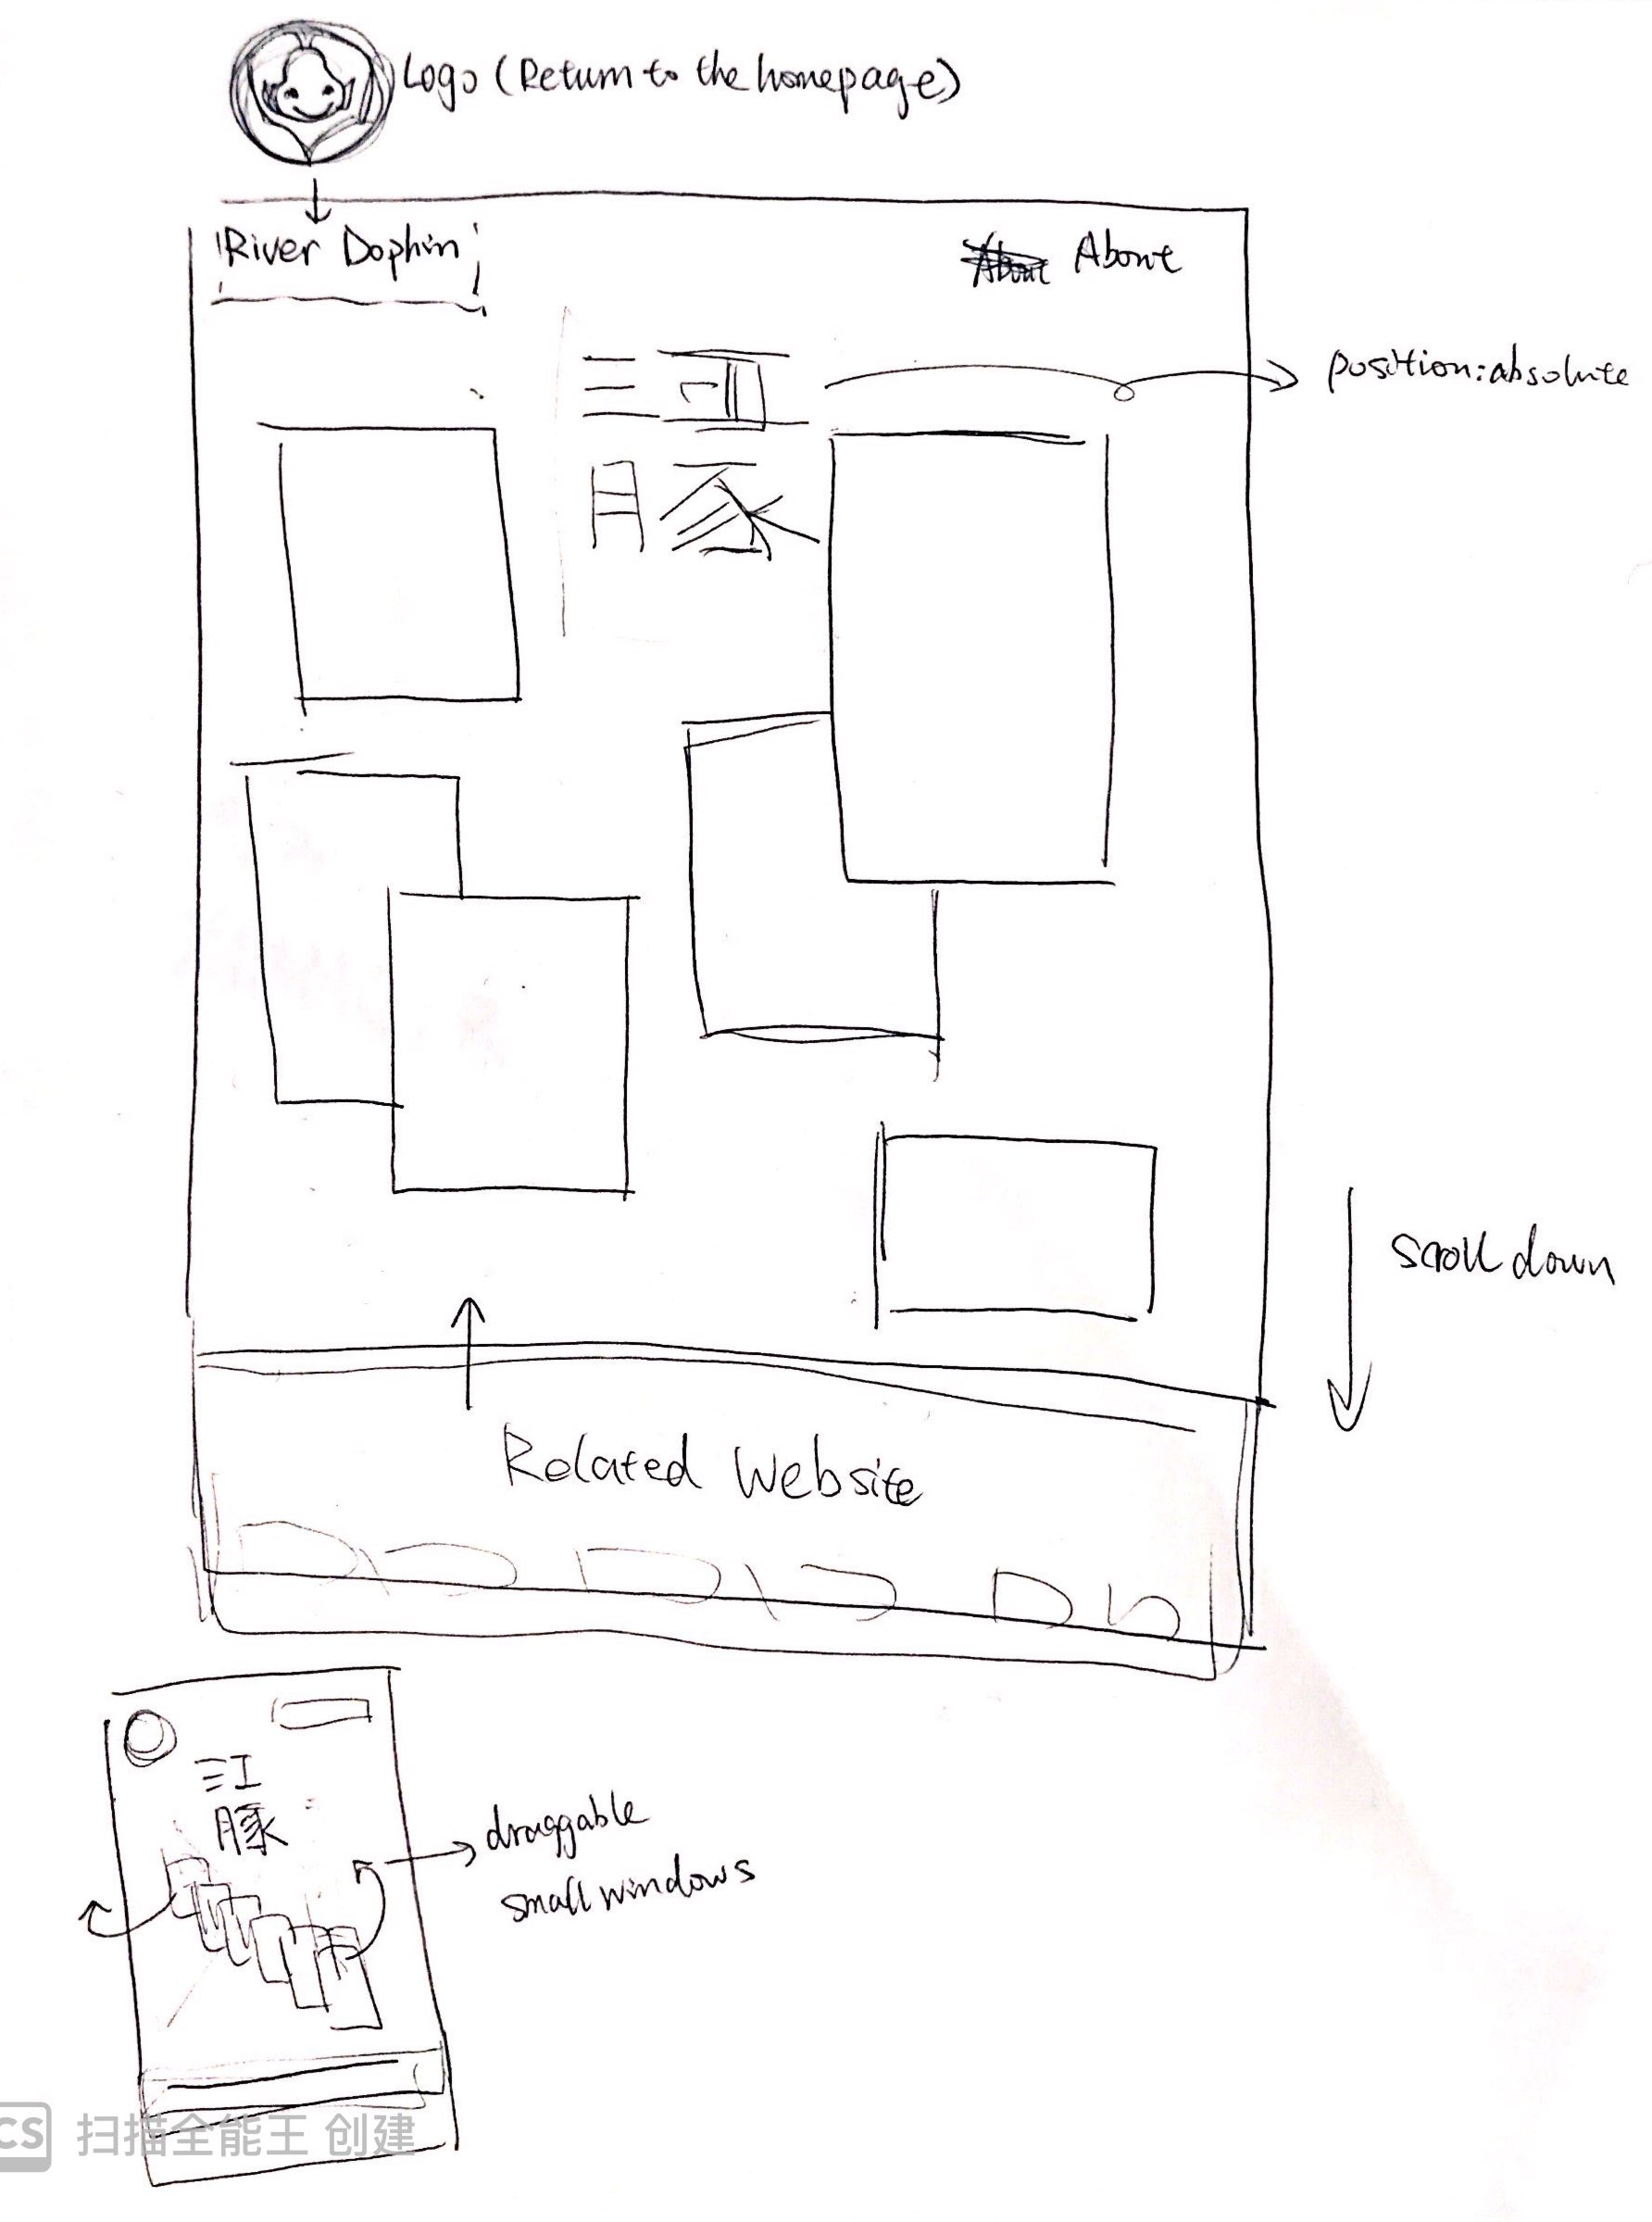 Logo (Return to the homepage)
River Dophin
About
江
position:absolute
豚
scroll down
Related Website
江
豚
draggable
small windows
CS 扫描全能王 创建